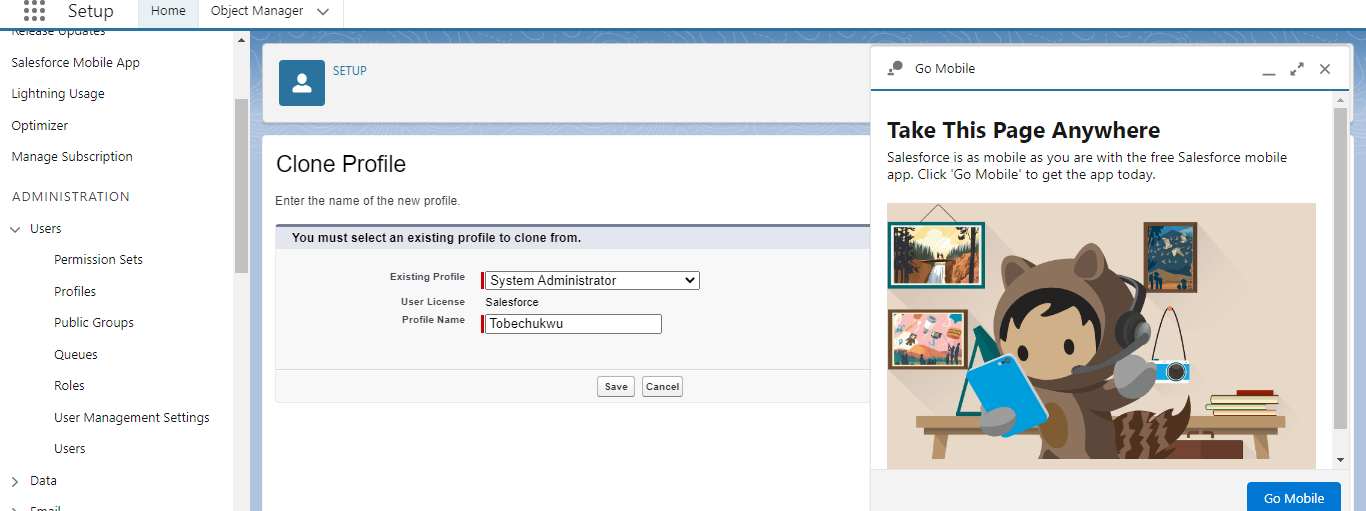 Setup
Home
Object Manager
Release Updates
Salesforce Mobile App
Lightning Usage
Optimizer
Manage Subscription
ADMINISTRATION
Users
Permission Sets
Profiles
Public Groups
Queues
Roles
User Management Settings
Users
Data
Email
SETUP
Clone Profile
Enter the name of the new profile.
You must select an existing profile to clone from.
Existing Profile System Administrator
User License Salesforce
Profile Name Tobechukwu
Save Cancel
Go Mobile
Take This Page Anywhere
Salesforce is as mobile as you are with the free Salesforce mobile
app. Click 'Go Mobile' to get the app today.
Go Mobile